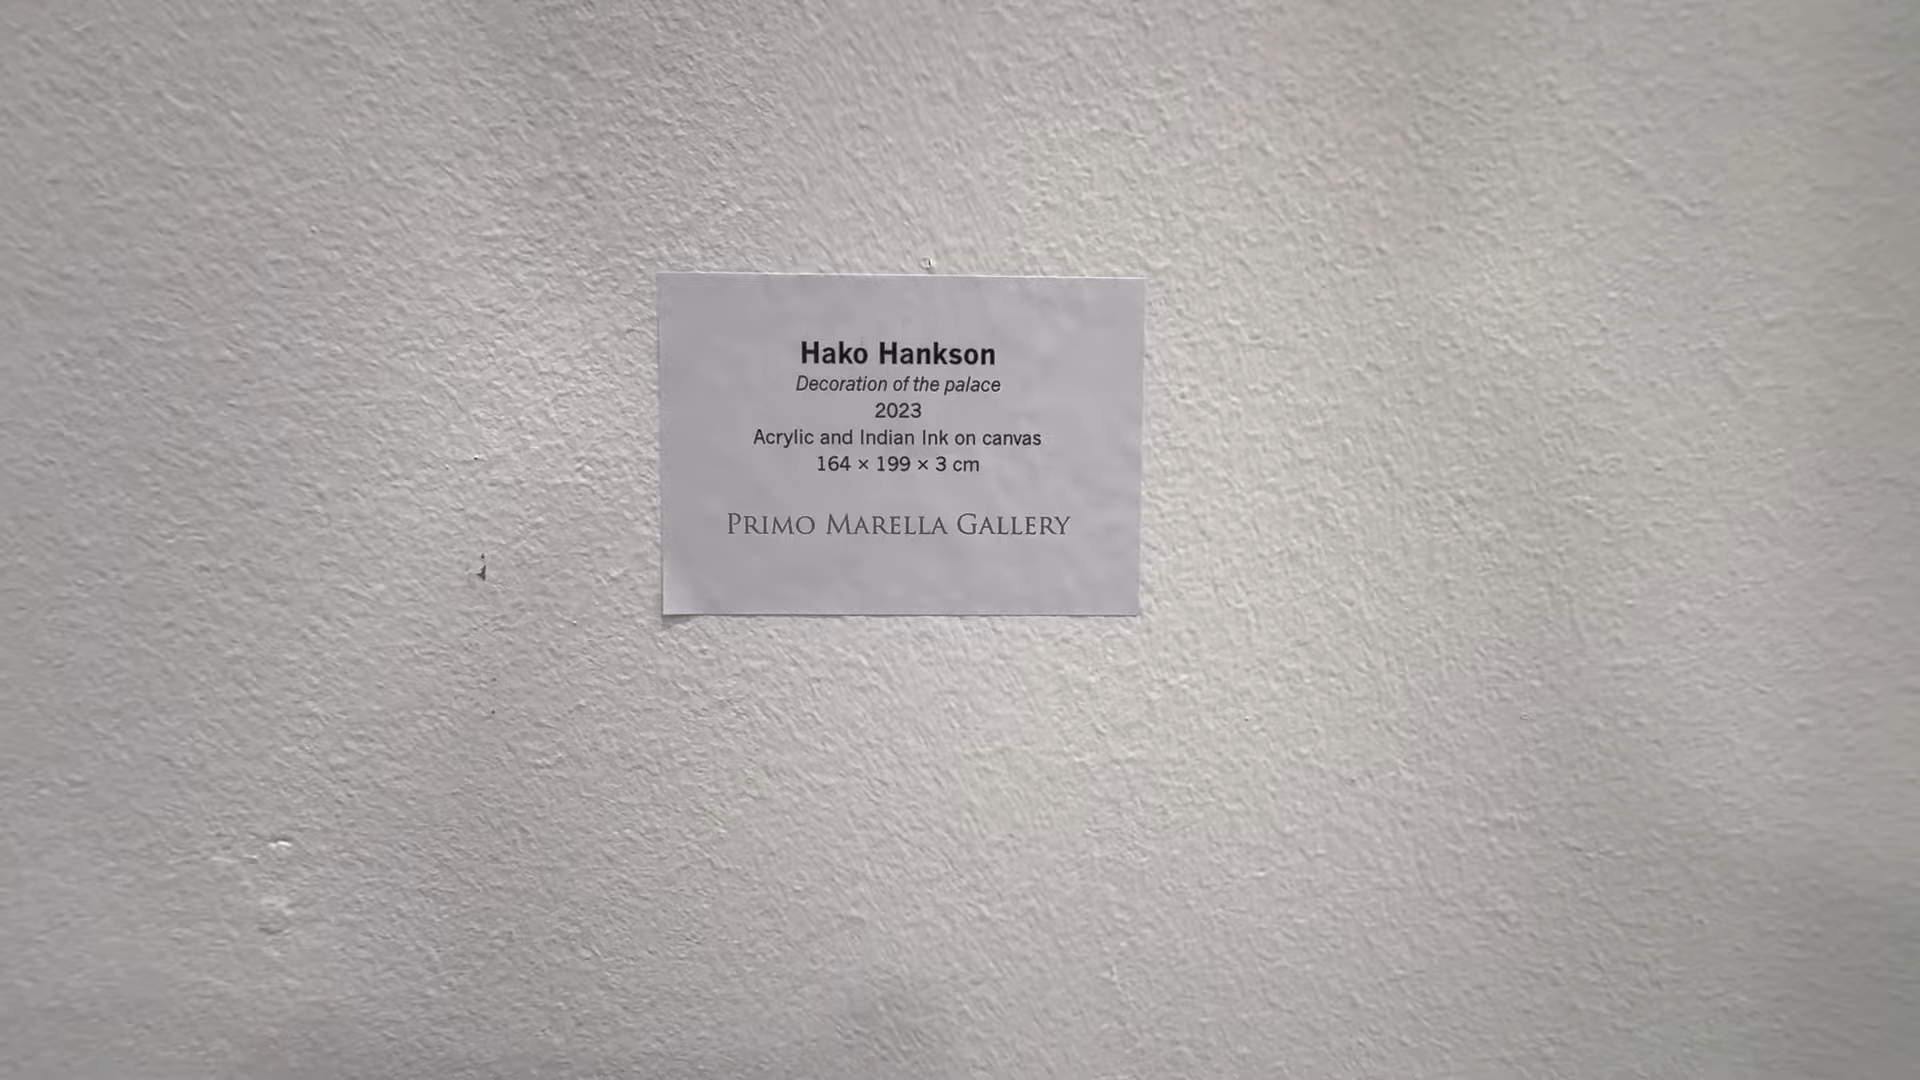 Hako Hankson
Decoration of the palace
2023
Acrylic and Indian Ink on canvas
164 × 199 × 3 cm
PRIMO MARELLA GALLERY